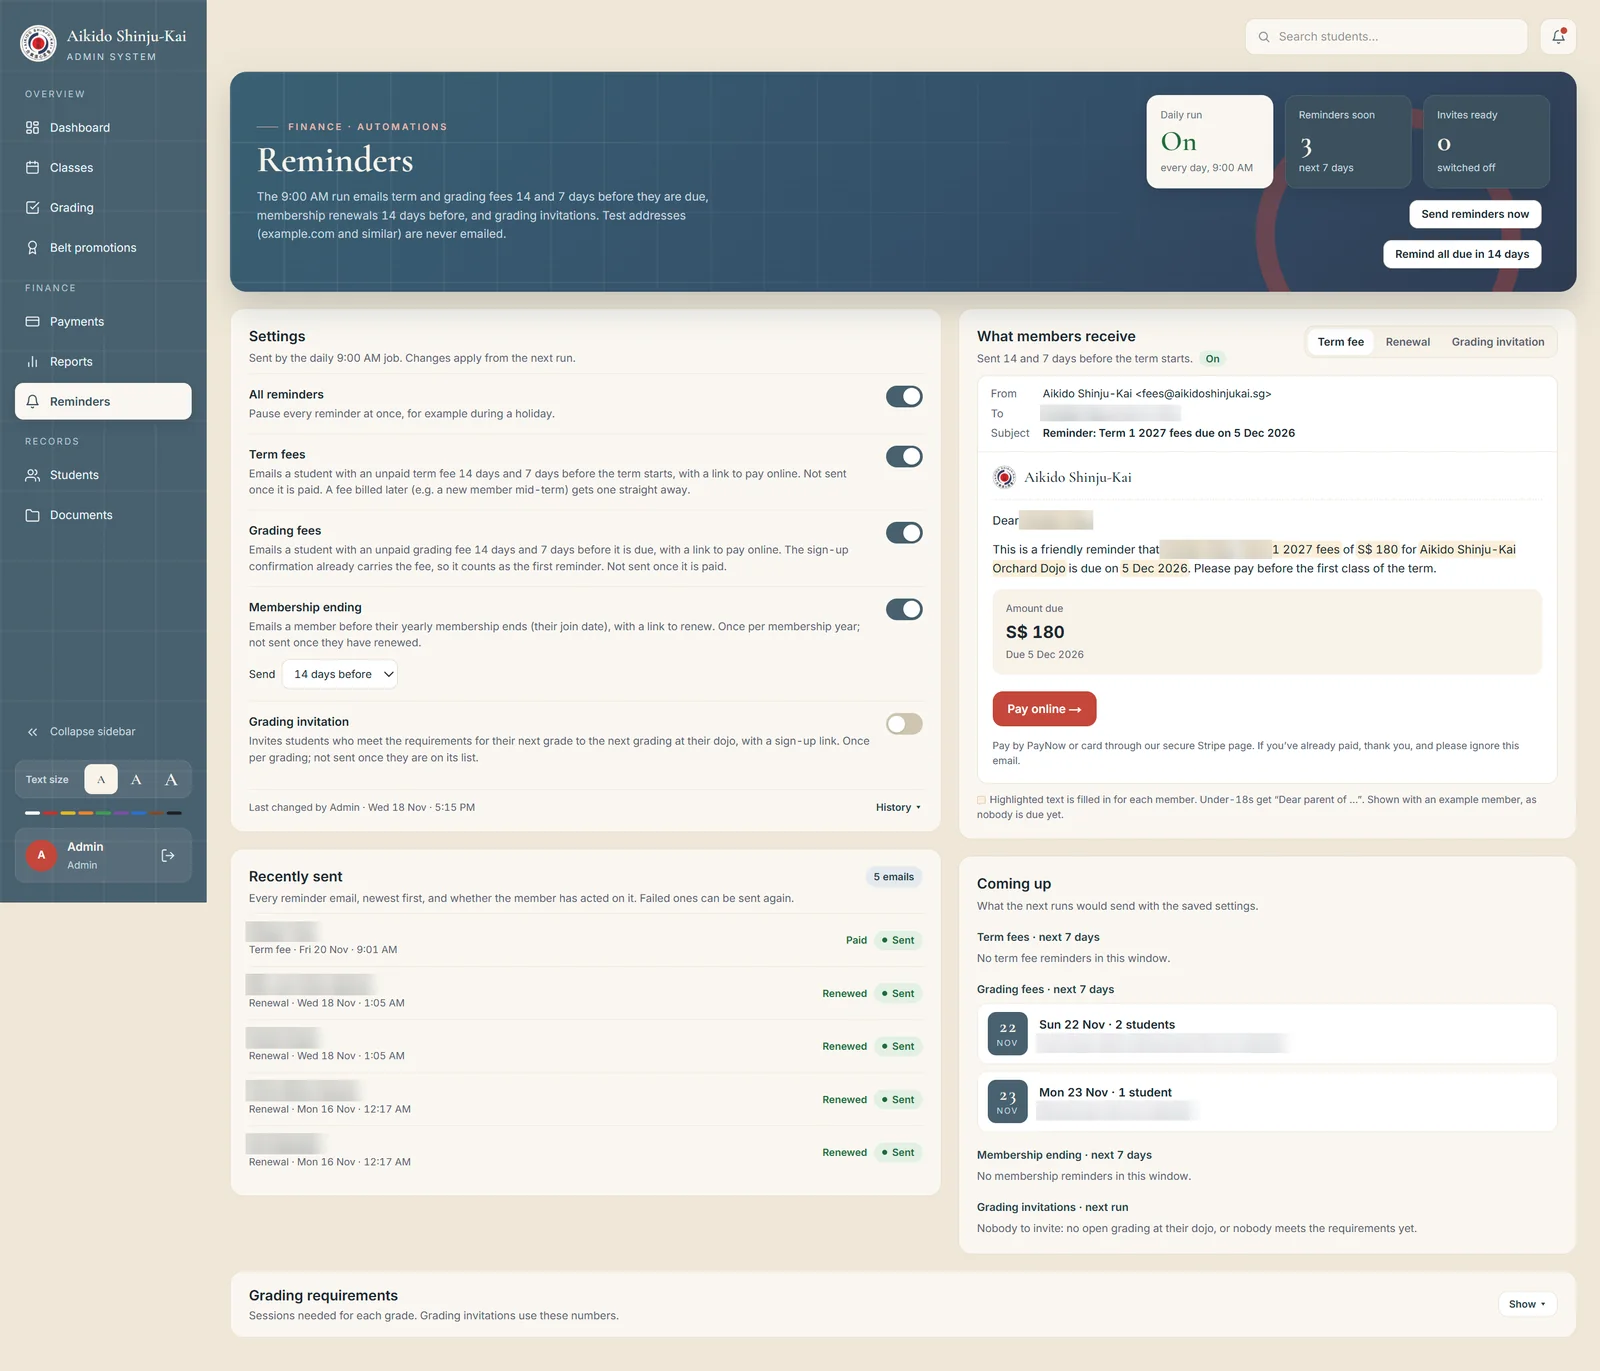 Aikido Shinju-Kai
ADMIN SYSTEM
OVERVIEW
Dashboard
Classes
Grading
Belt promotions
FINANCE
Payments
Reports
Reminders
RECORDS
Students
Documents
Collapse sidebar
Text size A A A
A
Admin
Admin
Search students...
FINANCE · AUTOMATIONS
Reminders
The 9:00 AM run emails term and grading fees 14 and 7 days before they are due,
membership renewals 14 days before, and grading invitations. Test addresses
(example.com and similar) are never emailed.
Daily run
On
every day, 9:00 AM
Reminders soon
3
next 7 days
Invites ready
0
switched off
Send reminders now
Remind all due in 14 days
Settings
Sent by the daily 9:00 AM job. Changes apply from the next run.
All reminders
Pause every reminder at once, for example during a holiday.
Term fees
Emails a student with an unpaid term fee 14 days and 7 days before the term starts, with a link to pay online. Not sent
once it is paid. A fee billed later (e.g. a new member mid-term) gets one straight away.
Grading fees
Emails a student with an unpaid grading fee 14 days and 7 days before it is due, with a link to pay online. The sign-up
confirmation already carries the fee, so it counts as the first reminder. Not sent once it is paid.
Membership ending
Emails a member before their yearly membership ends (their join date), with a link to renew. Once per membership year;
not sent once they have renewed.
Send 14 days before
Grading invitation
Invites students who meet the requirements for their next grade to the next grading at their dojo, with a sign-up link. Once
per grading; not sent once they are on its list.
Last changed by Admin · Wed 18 Nov · 5:15 PM
History
What members receive
Sent 14 and 7 days before the term starts. On
Term fee Renewal Grading invitation
From Aikido Shinju-Kai <fees@aikidoshinjukai.sg>
To
Subject Reminder: Term 1 2027 fees due on 5 Dec 2026
Aikido Shinju-Kai
Dear
This is a friendly reminder that 1 2027 fees of S$ 180 for Aikido Shinju-Kai
Orchard Dojo is due on 5 Dec 2026. Please pay before the first class of the term.
Amount due
S$ 180
Due 5 Dec 2026
Pay online →
Pay by PayNow or card through our secure Stripe page. If you've already paid, thank you, and please ignore this
email.
Highlighted text is filled in for each member. Under-18s get “Dear parent of ...”. Shown with an example member, as
nobody is due yet.
Recently sent
5 emails
Every reminder email, newest first, and whether the member has acted on it. Failed ones can be sent again.
Term fee · Fri 20 Nov · 9:01 AM
Paid Sent
Renewal · Wed 18 Nov · 1:05 AM
Renewed Sent
Renewal · Wed 18 Nov · 1:05 AM
Renewed Sent
Renewal · Mon 16 Nov · 12:17 AM
Renewed Sent
Renewal · Mon 16 Nov · 12:17 AM
Renewed Sent
Coming up
What the next runs would send with the saved settings.
Term fees · next 7 days
No term fee reminders in this window.
Grading fees · next 7 days
22
NOV
Sun 22 Nov · 2 students
23
NOV
Mon 23 Nov · 1 student
Membership ending · next 7 days
No membership reminders in this window.
Grading invitations · next run
Nobody to invite: no open grading at their dojo, or nobody meets the requirements yet.
Grading requirements
Sessions needed for each grade. Grading invitations use these numbers.
Show